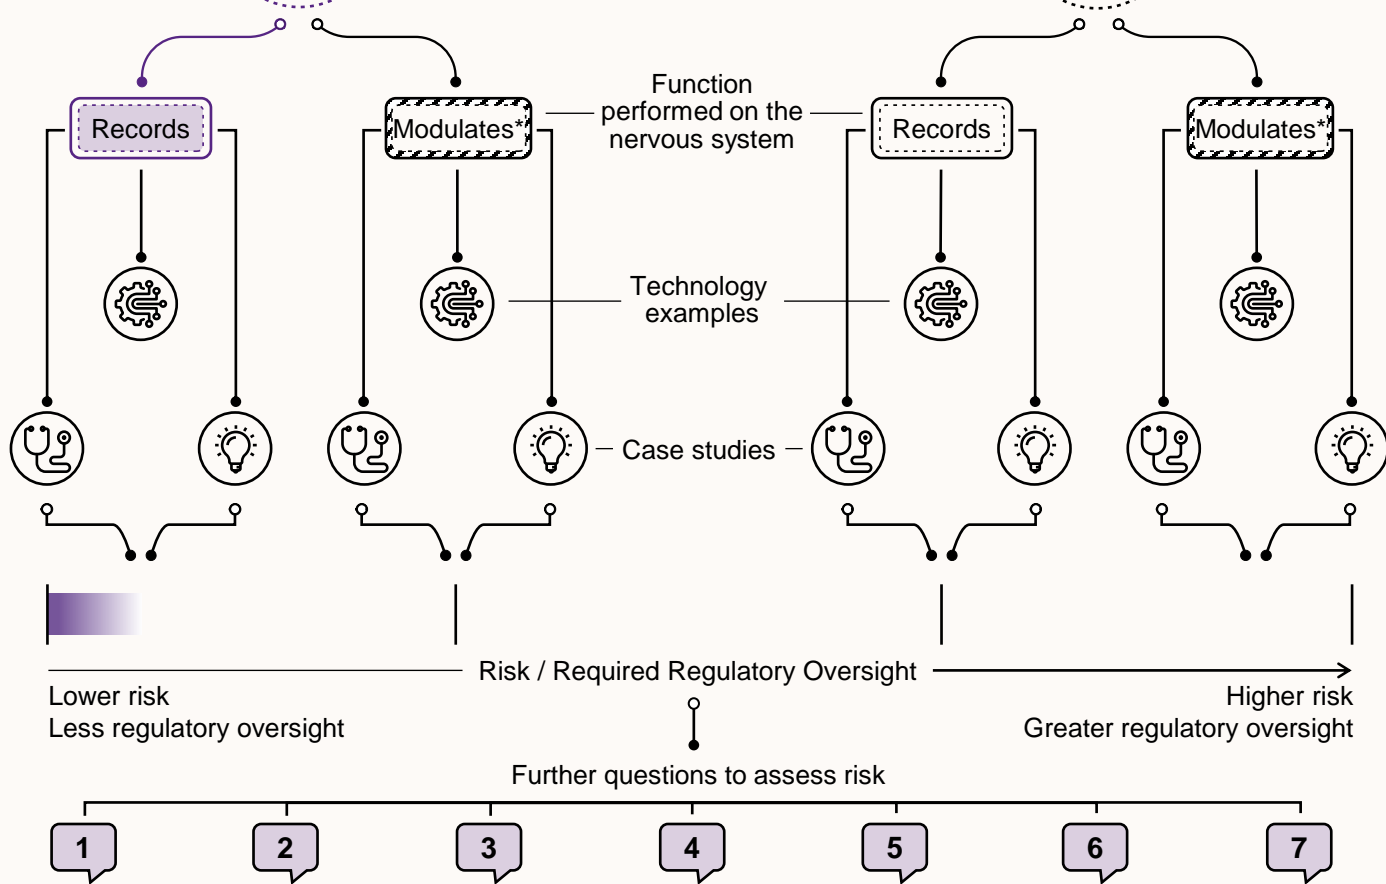 Function
performed on the
nervous system
Records
Modulates*
Records
Modulates*
Technology
examples
Case studies
Risk / Required Regulatory Oversight
Lower risk
Less regulatory oversight
Higher risk
Greater regulatory oversight
Further questions to assess risk
1
2
3
4
5
6
7